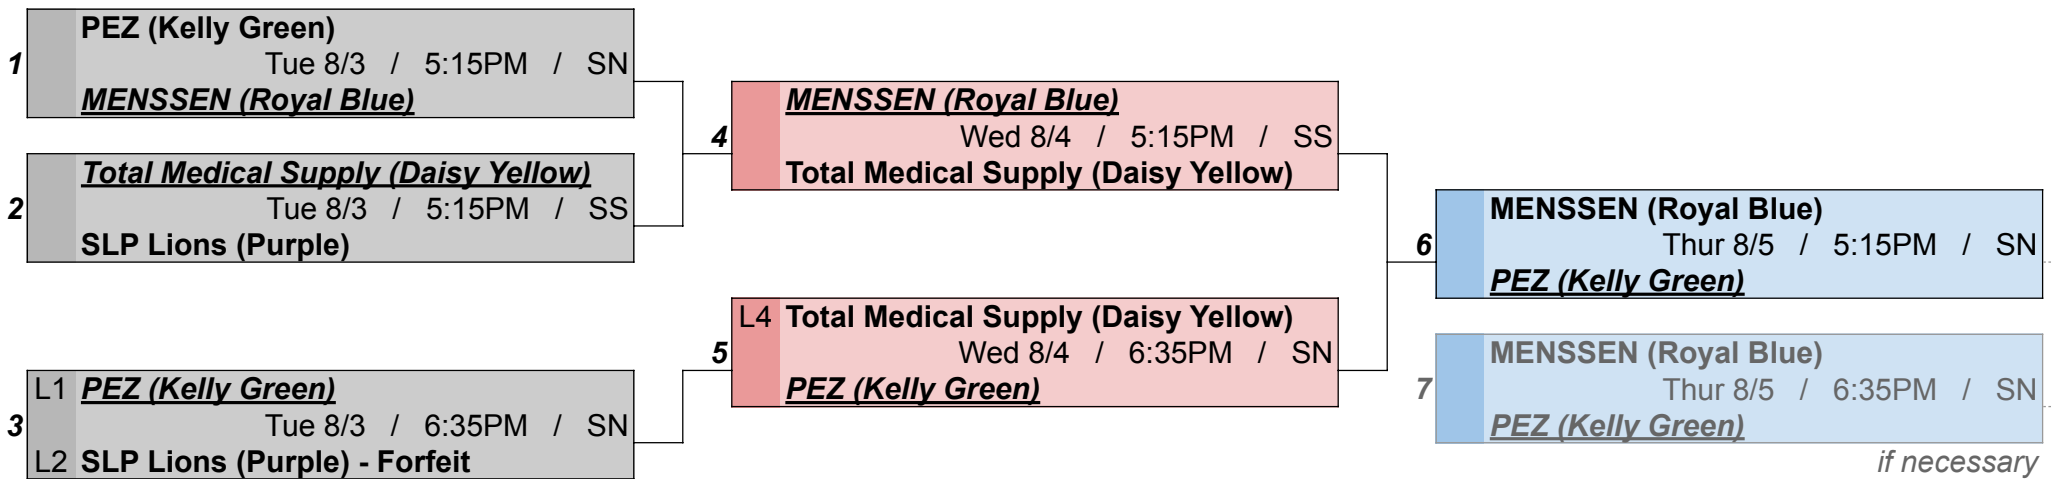 PEZ (Kelly Green)
1 Tue 8/3 / 5:15PM / SN
MENSSEN (Royal Blue)
2 Total Medical Supply (Daisy Yellow)
Tue 8/3 / 5:15PM / SS
SLP Lions (Purple)
L1 PEZ (Kelly Green)
3 Tue 8/3 / 6:35PM / SN
L2 SLP Lions (Purple) - Forfeit
MENSSEN (Royal Blue)
4 Wed 8/4 / 5:15PM / SS
Total Medical Supply (Daisy Yellow)
L4 Total Medical Supply (Daisy Yellow)
5 Wed 8/4 / 6:35PM / SN
PEZ (Kelly Green)
MENSSEN (Royal Blue)
6 Thur 8/5 / 5:15PM / SN
PEZ (Kelly Green)
MENSSEN (Royal Blue)
7 Thur 8/5 / 6:35PM / SN
PEZ (Kelly Green)
if necessary